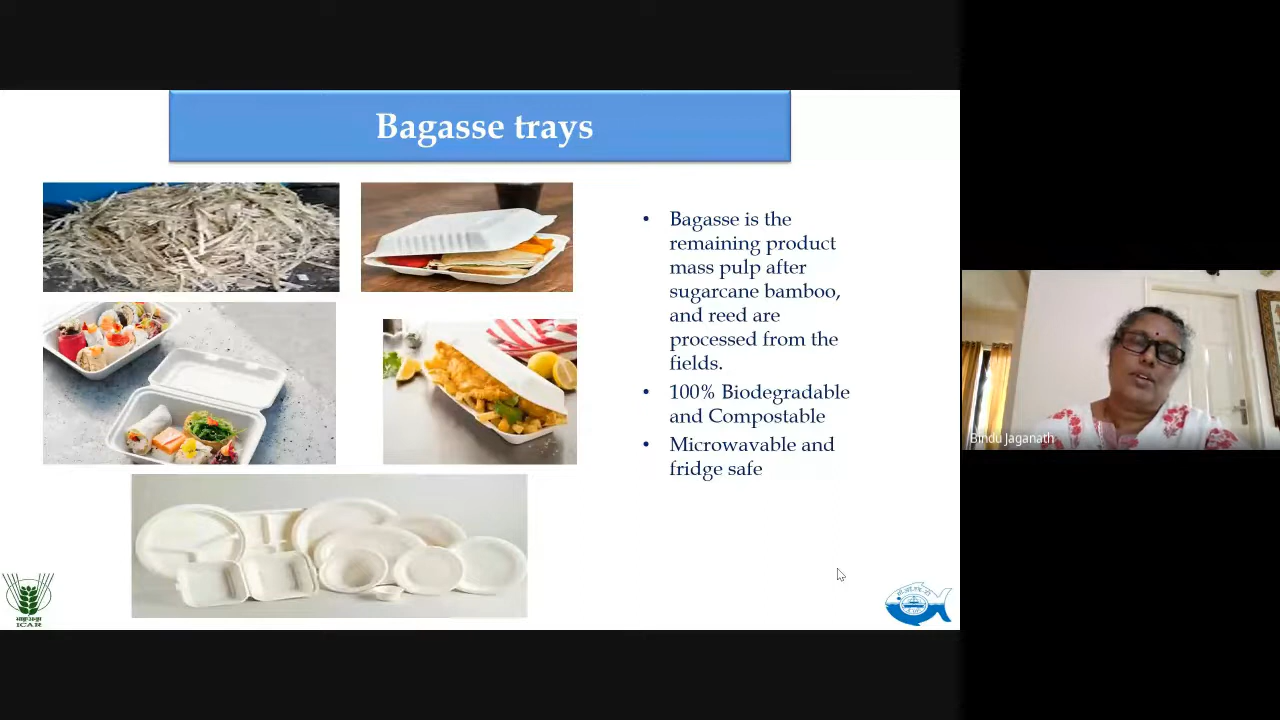 Bagasse trays
• Bagasse is the
remaining product
mass pulp after
sugarcane bamboo,
and reed are
processed from the
fields.
• 100% Biodegradable
and Compostable
• Microwavable and
fridge safe
ICAR
Bindu Jaganath